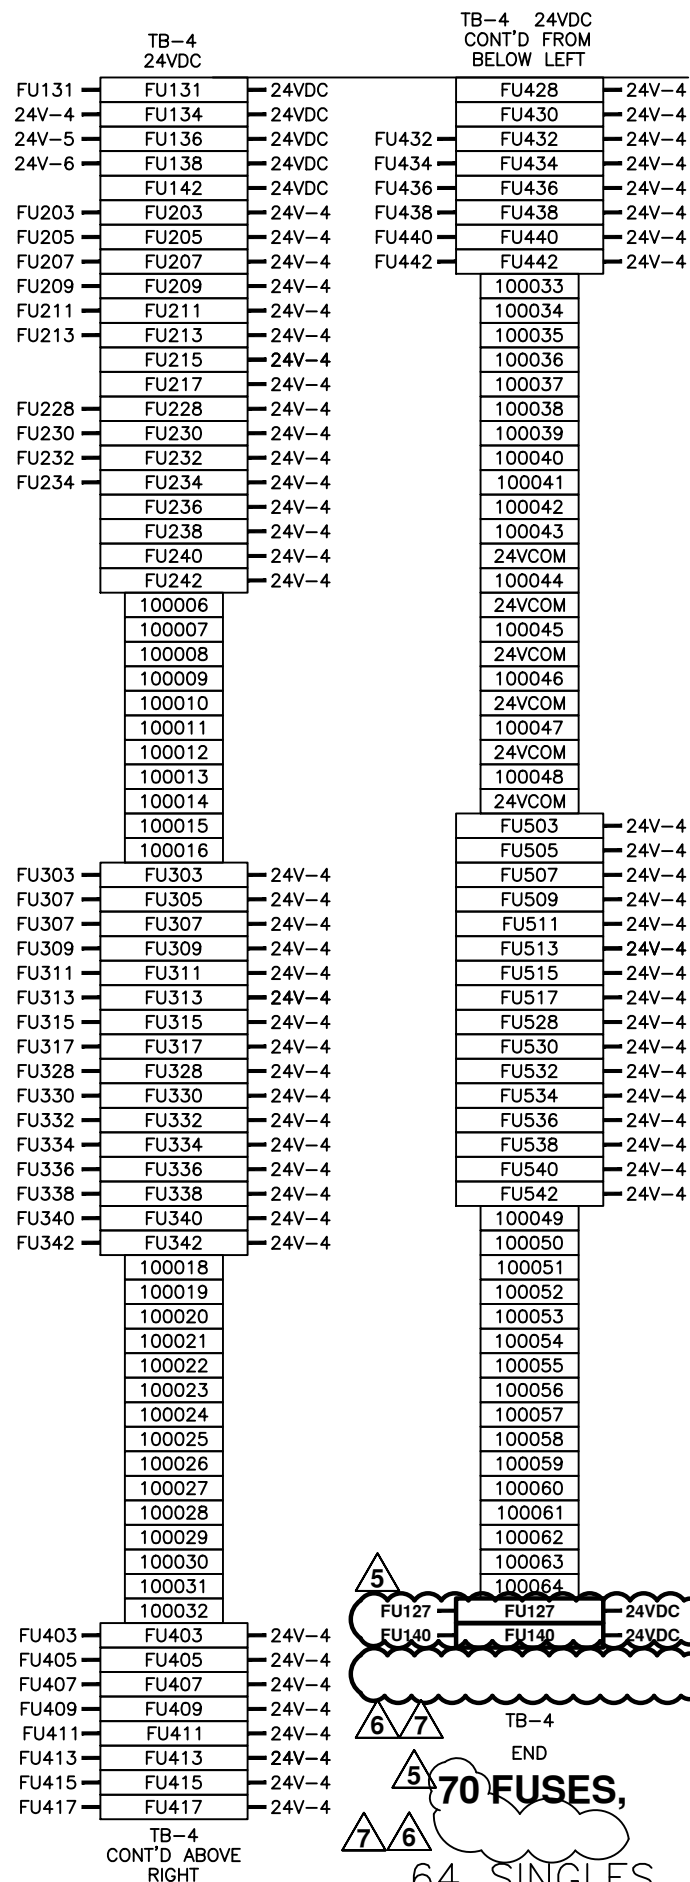 TB-4
24VDC
FU131 FU131 24VDC
24V-4 FU134 24VDC
24V-5 FU136 24VDC
24V-6 FU138 24VDC
FU142 24VDC
FU203 FU203 24V-4
FU205 FU205 24V-4
FU207 FU207 24V-4
FU209 FU209 24V-4
FU211 FU211 24V-4
FU213 FU213 24V-4
FU215 24V-4
FU217 24V-4
FU228 FU228 24V-4
FU230 FU230 24V-4
FU232 FU232 24V-4
FU234 FU234 24V-4
FU236 24V-4
FU238 24V-4
FU240 24V-4
FU242 24V-4
100006
100007
100008
100009
100010
100011
100012
100013
100014
100015
100016
FU303 FU303 24V-4
FU307 FU305 24V-4
FU307 FU307 24V-4
FU309 FU309 24V-4
FU311 FU311 24V-4
FU313 FU313 24V-4
FU315 FU315 24V-4
FU317 FU317 24V-4
FU328 FU328 24V-4
FU330 FU330 24V-4
FU332 FU332 24V-4
FU334 FU334 24V-4
FU336 FU336 24V-4
FU338 FU338 24V-4
FU340 FU340 24V-4
FU342 FU342 24V-4
100018
100019
100020
100021
100022
100023
100024
100025
100026
100027
100028
100029
100030
100031
100032
FU403 FU403 24V-4
FU405 FU405 24V-4
FU407 FU407 24V-4
FU409 FU409 24V-4
FU411 FU411 24V-4
FU413 FU413 24V-4
FU415 FU415 24V-4
FU417 FU417 24V-4
TB-4
CONT'D ABOVE
RIGHT
TB-4 24VDC
CONT'D FROM
BELOW LEFT
FU428 24V-4
FU430 24V-4
FU432 FU432 24V-4
FU434 FU434 24V-4
FU436 FU436 24V-4
FU438 FU438 24V-4
FU440 FU440 24V-4
FU442 FU442 24V-4
100033
100034
100035
100036
100037
100038
100039
100040
100041
100042
100043
24VCOM
100044
24VCOM
100045
24VCOM
100046
24VCOM
100047
24VCOM
100048
24VCOM
FU503 24V-4
FU505 24V-4
FU507 24V-4
FU509 24V-4
FU511 24V-4
FU513 24V-4
FU515 24V-4
FU517 24V-4
FU528 24V-4
FU530 24V-4
FU532 24V-4
FU534 24V-4
FU536 24V-4
FU538 24V-4
FU540 24V-4
FU542 24V-4
100049
100050
100051
100052
100053
100054
100055
100056
100057
100058
100059
100060
100061
100062
100063
5
100064
FU127 FU127 24VDC
FU140 FU140 24VDC
6 7
TB-4
END
5
70 FUSES,
7 6
64 SINGLES